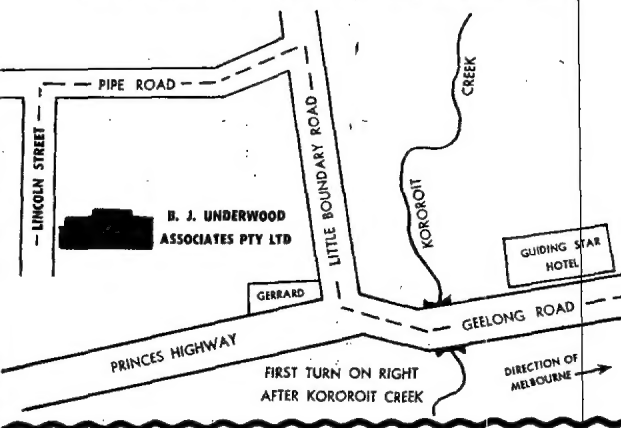 PIPE ROAD
LINCOLN STREET
B. J. UNDERWOOD
ASSOCIATES PTY LTD
LITTLE BOUNDARY ROAD
KOROROIT
CREEK
GUIDING STAR
HOTEL
GERRARD
GEELONG ROAD
PRINCES HIGHWAY
FIRST TURN ON RIGHT
AFTER KOROROIT CREEK
DIRECTION OF
MELBOURNE